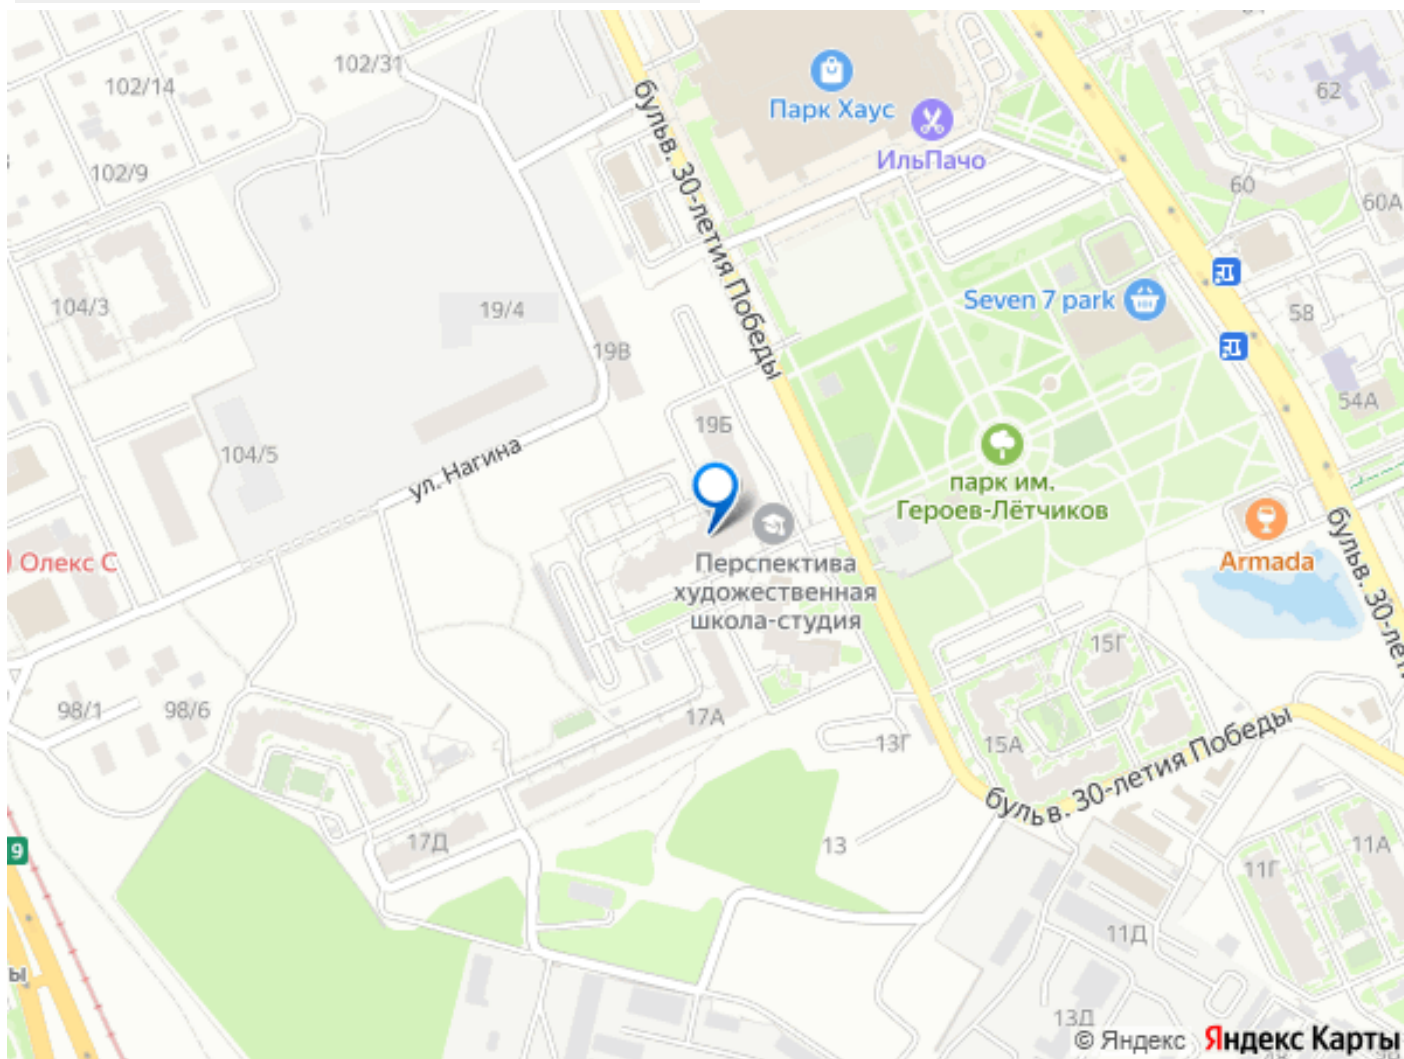 102/31
102/14
62
Парк Хаус
ИльПачо
102/9
60
60А
бульв. 30-летия Победы
104/3
19/4
Seven 7 park
58
19В
54А
19Б
104/5
ул. Нагина
парк им.
Героев-Лётчиков
Олекс С
Перспектива
художественная
школа-студия
Armada
бульв. 30-лет
15Г
98/1
98/6
17А
13Г
15А
бульв. 30-летия Победы
17Д
13
11А
11Г
9
11Д
ы
13Д
© Яндекс
Яндекс Карты